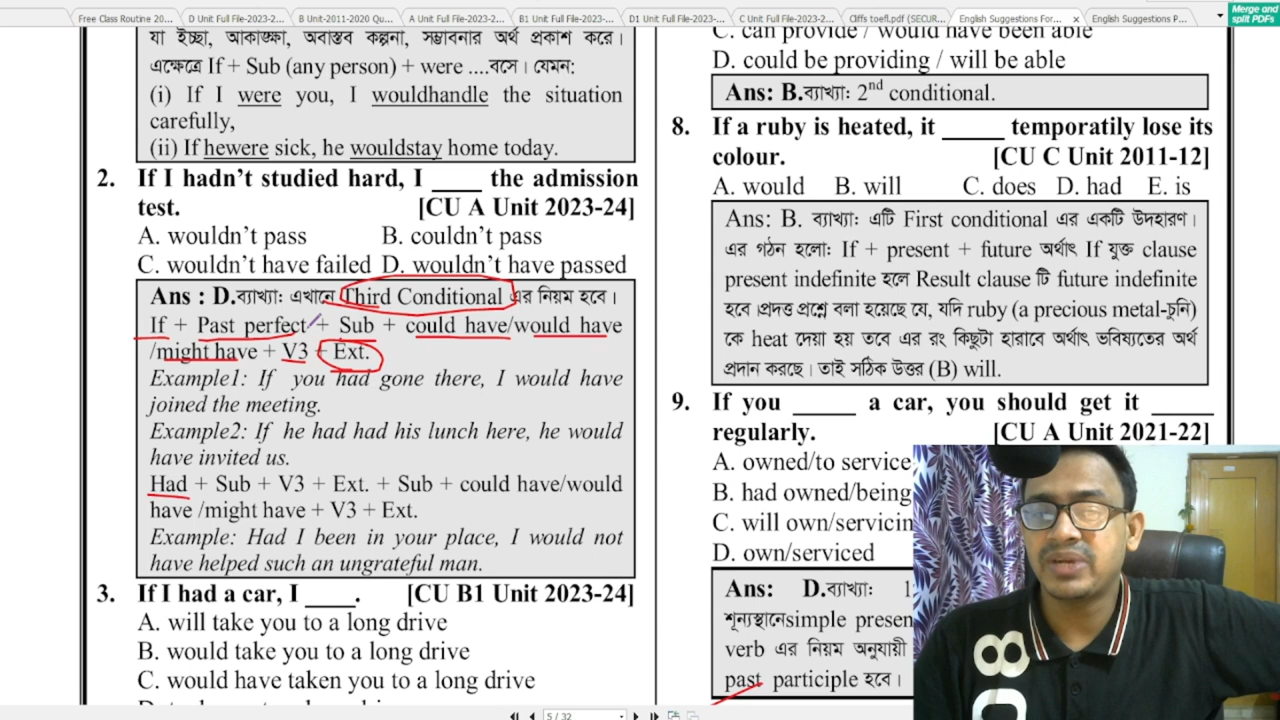 Free Class Routine 20...
D Unit Full File-2023-2...
B Unit-2011-2020 Qu...
A Unit Full File-2023-2...
B1 Unit Full File-2023-...
D1 Unit Full File-2023-...
C Unit Full File-2023-2...
Cliffs toefl.pdf (SECUR...
English Suggestions For...
English Suggestions P...
Merge and
split PDFs
যা ইচ্ছা, আকাঙ্ক্ষা, অবাস্তব কল্পনা, সম্ভাবনার অর্থ প্রকাশ করে।
এক্ষেত্রে If + Sub (any person) + were ....বসে। যেমন:
(i) If I were you, I wouldhandle the situation
carefully,
(ii) If hewere sick, he wouldstay home today.
2. If I hadn’t studied hard, I ____ the admission
test. [CU A Unit 2023-24]
A. wouldn’t pass B. couldn’t pass
C. wouldn’t have failed D. wouldn’t have passed
Ans : D.ব্যাখ্যা: এখানে Third Conditional এর নিয়ম হবে।
If + Past perfect + Sub + could have/would have
/might have + V3 + Ext.
Example1: If you had gone there, I would have
joined the meeting.
Example2: If he had had his lunch here, he would
have invited us.
Had + Sub + V3 + Ext. + Sub + could have/would
have /might have + V3 + Ext.
Example: Had I been in your place, I would not
have helped such an ungrateful man.
3. If I had a car, I ____. [CU B1 Unit 2023-24]
A. will take you to a long drive
B. would take you to a long drive
C. would have taken you to a long drive
C. can provide / would have been able
D. could be providing / will be able
Ans: B.ব্যাখ্যা: 2nd conditional.
8. If a ruby is heated, it _____ temporatily lose its
colour. [CU C Unit 2011-12]
A. would B. will C. does D. had E. is
Ans: B. ব্যাখ্যা: এটি First conditional এর একটি উদাহরণ।
এর গঠন হলো: If + present + future অর্থাৎ If যুক্ত clause
present indefinite হলে Result clause টি future indefinite
হবে। প্রদত্ত প্রশ্নে বলা হয়েছে যে, যদি ruby (a precious metal-চুনি)
কে heat দেয়া হয় তবে এর রং কিছুটা হারাবে অর্থাৎ ভবিষ্যতের অর্থ
প্রদান করছে। তাই সঠিক উত্তর (B) will.
9. If you _____ a car, you should get it _____
regularly. [CU A Unit 2021-22]
A. owned/to service
B. had owned/being
C. will own/servicin
D. own/serviced
Ans: D.ব্যাখ্যা: 1
শূন্যস্থানেsimple presen
verb এর নিয়ম অনুযায়ী
past participle হবে।
5 / 32